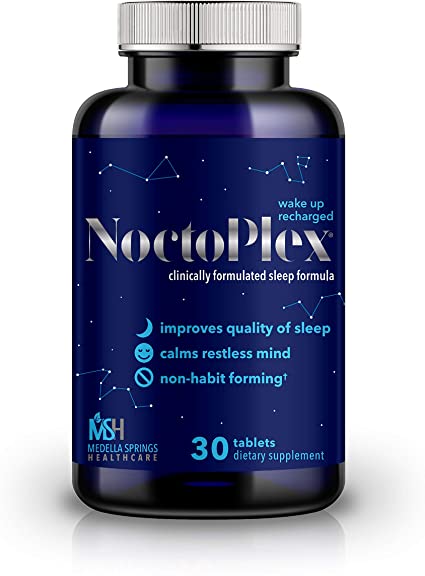 wake up
recharged
NoctoPlex®
clinically formulated sleep formula
improves quality of sleep
calms restless mind
non-habit forming†
MSH
MEDELLA SPRINGS
HEALTHCARE
30 tablets
dietary supplement